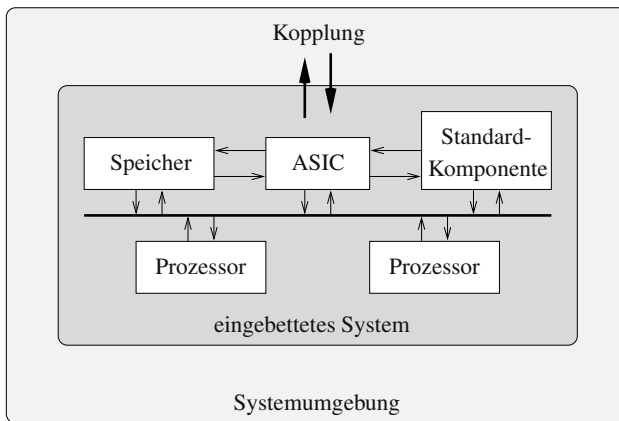 Kopplung
Speicher
ASIC
Standard-
Komponente
Prozessor
Prozessor
eingebettetes System
Systemumgebung